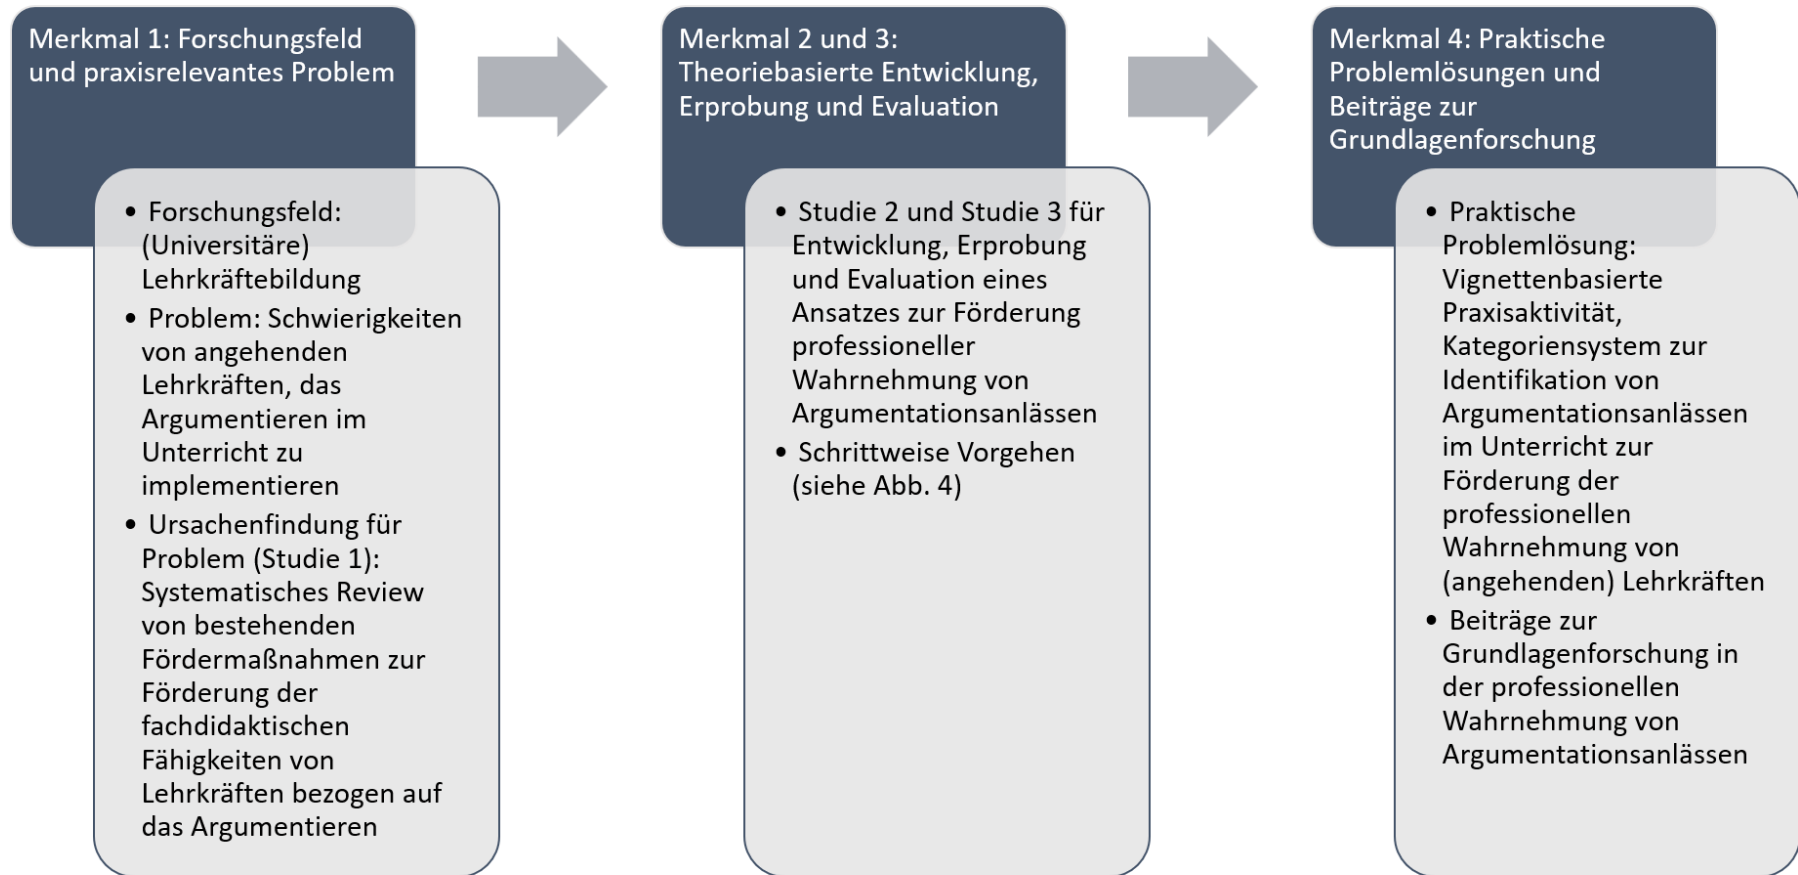 Merkmal 1: Forschungsfeld
und praxisrelevantes Problem
• Forschungsfeld:
(Universitäre)
Lehrkräftebildung
• Problem: Schwierigkeiten
von angehenden
Lehrkräften, das
Argumentieren im
Unterricht zu
implementieren
• Ursachenfindung für
Problem (Studie 1):
Systematisches Review
von bestehenden
Fördermaßnahmen zur
Förderung der
fachdidaktischen
Fähigkeiten von
Lehrkräften bezogen auf
das Argumentieren
Merkmal 2 und 3:
Theoriebasierte Entwicklung,
Erprobung und Evaluation
• Studie 2 und Studie 3 für
Entwicklung, Erprobung
und Evaluation eines
Ansatzes zur Förderung
professioneller
Wahrnehmung von
Argumentationsanlässen
• Schrittweise Vorgehen
(siehe Abb. 4)
Merkmal 4: Praktische
Problemlösungen und
Beiträge zur
Grundlagenforschung
• Praktische
Problemlösung:
Vignettenbasierte
Praxisaktivität,
Kategoriensystem zur
Identifikation von
Argumentationsanlässen
im Unterricht zur
Förderung der
professionellen
Wahrnehmung von
(angehenden) Lehrkräften
• Beiträge zur
Grundlagenforschung in
der professionellen
Wahrnehmung von
Argumentationsanlässen